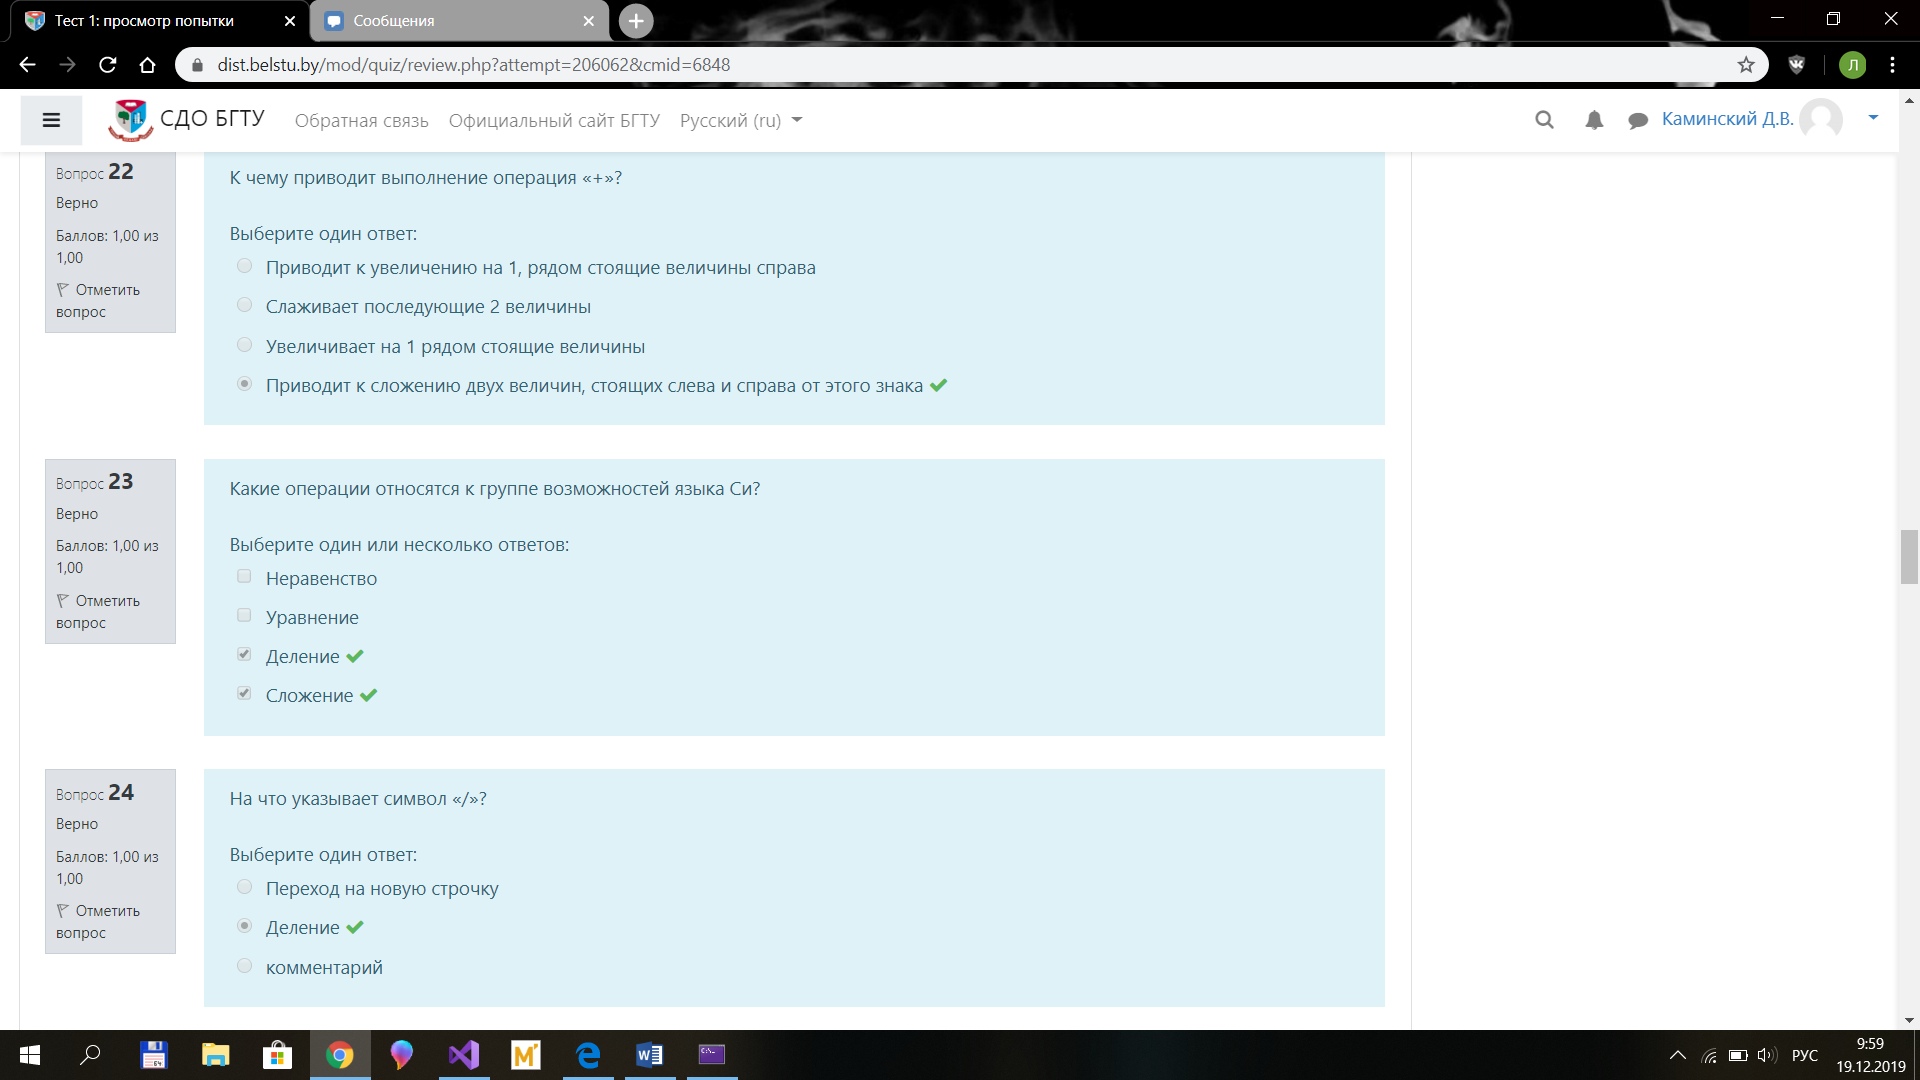 Тест 1: просмотр попытки
Сообщения
dist.belstu.by/mod/quiz/review.php?attempt=206062&cmid=6848
Л
СДО БГТУ
Обратная связь
Официальный сайт БГТУ
Русский (ru)
Каминский Д.В.
Вопрос 22
Верно
Баллов: 1,00 из
1,00
Отметить
вопрос
К чему приводит выполнение операция «+»?
Выберите один ответ:
Приводит к увеличению на 1, рядом стоящие величины справа
Слаживает последующие 2 величины
Увеличивает на 1 рядом стоящие величины
Приводит к сложению двух величин, стоящих слева и справа от этого знака
Вопрос 23
Верно
Баллов: 1,00 из
1,00
Отметить
вопрос
Какие операции относятся к группе возможностей языка Си?
Выберите один или несколько ответов:
Неравенство
Уравнение
Деление
Сложение
Вопрос 24
Верно
Баллов: 1,00 из
1,00
Отметить
вопрос
На что указывает символ «/»?
Выберите один ответ:
Переход на новую строчку
Деление
комментарий
РУС
9:59
19.12.2019